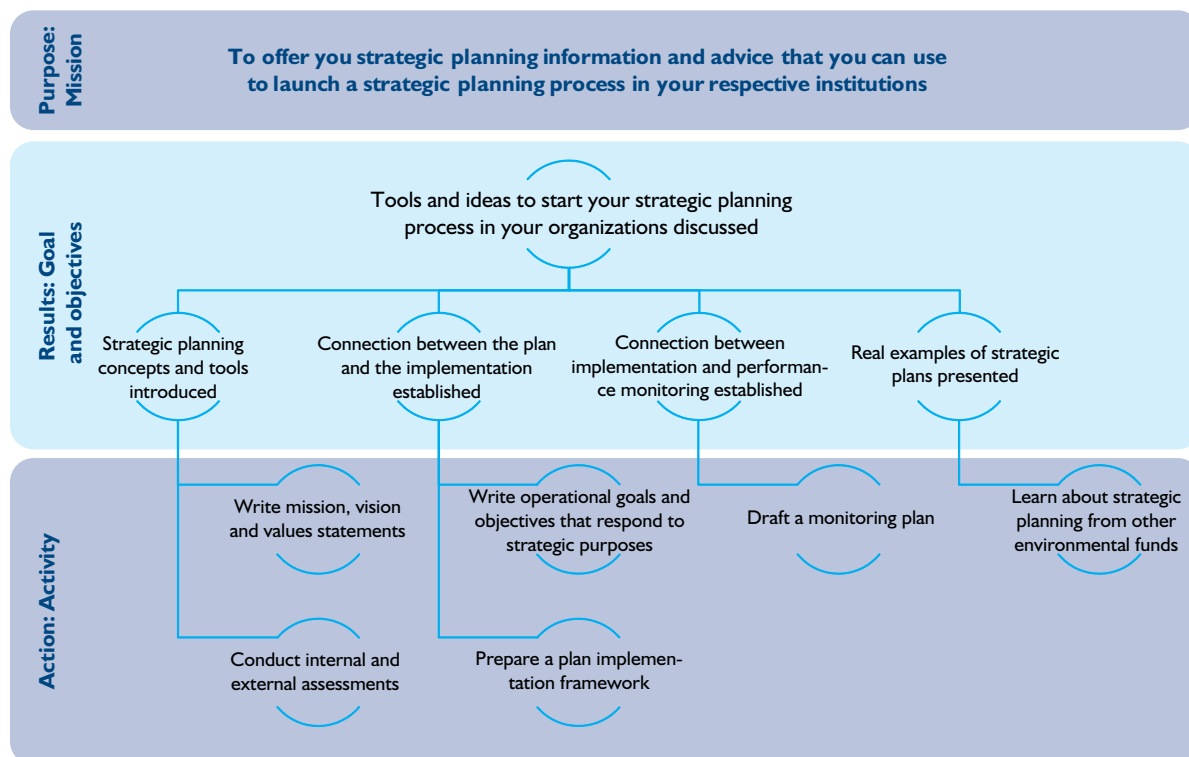 Purpose:
Mission
To offer you strategic planning information and advice that you can use
to launch a strategic planning process in your respective institutions
Results: Goal
and objectives
Tools and ideas to start your strategic planning
process in your organizations discussed
Strategic planning
concepts and tools
introduced
Connection between the plan
and the implementation
established
Connection between
implementation and performan-
ce monitoring established
Real examples of strategic
plans presented
Action: Activity
Write mission, vision
and values statements
Write operational goals and
objectives that respond to
strategic purposes
Draft a monitoring plan
Learn about strategic
planning from other
environmental funds
Conduct internal and
external assessments
Prepare a plan implemen-
tation framework